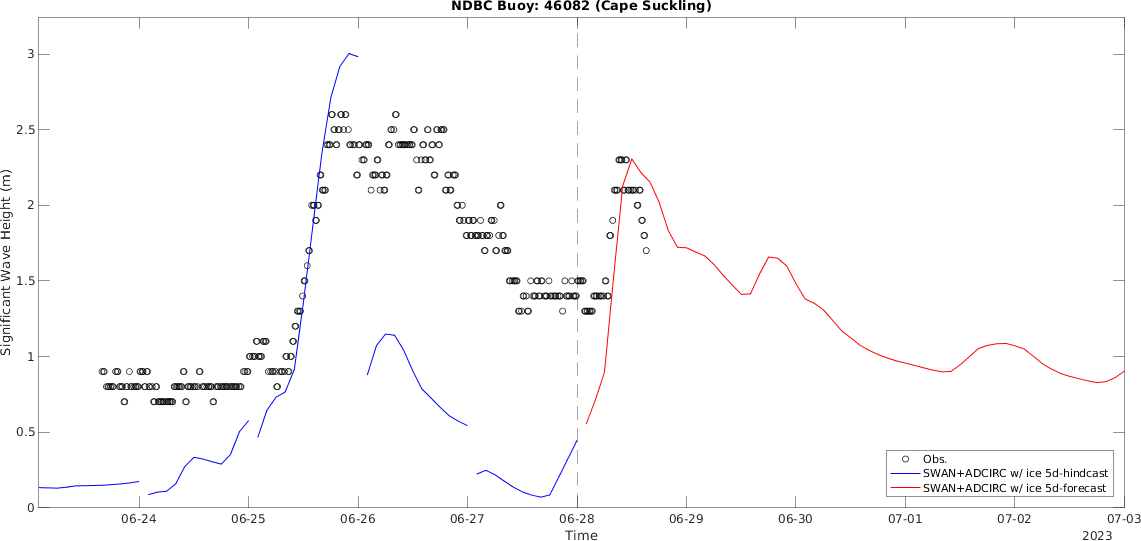 NDBC Buoy: 46082 (Cape Suckling)
Significant Wave Height (m)
3
2.5
2
1.5
1
0.5
0
Obs.
SWAN+ADCIRC w/ ice 5d-hindcast
SWAN+ADCIRC w/ ice 5d-forecast
06-24 06-25 06-26 06-27 06-28 06-29 06-30 07-01 07-02 07-03
Time
2023